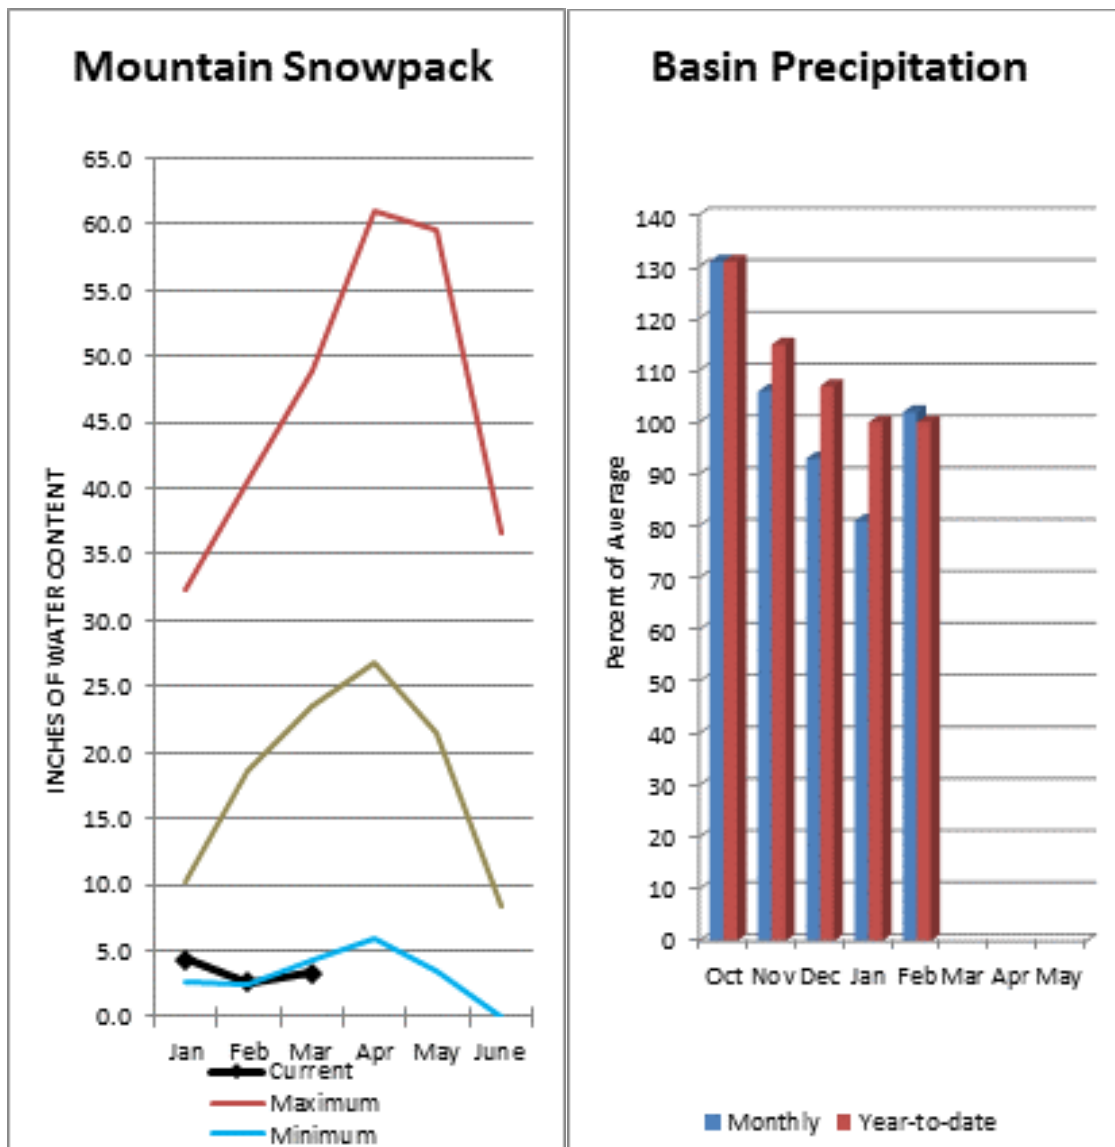 Mountain Snowpack
INCHES OF WATER CONTENT
65.0
60.0
55.0
50.0
45.0
40.0
35.0
30.0
25.0
20.0
15.0
10.0
5.0
0.0
Jan Feb Mar Apr May June
Current
Maximum
Minimum
Basin Precipitation
Percent of Average
140
130
120
110
100
90
80
70
60
50
40
30
20
10
0
Oct Nov Dec Jan Feb Mar Apr May
Monthly Year-to-date